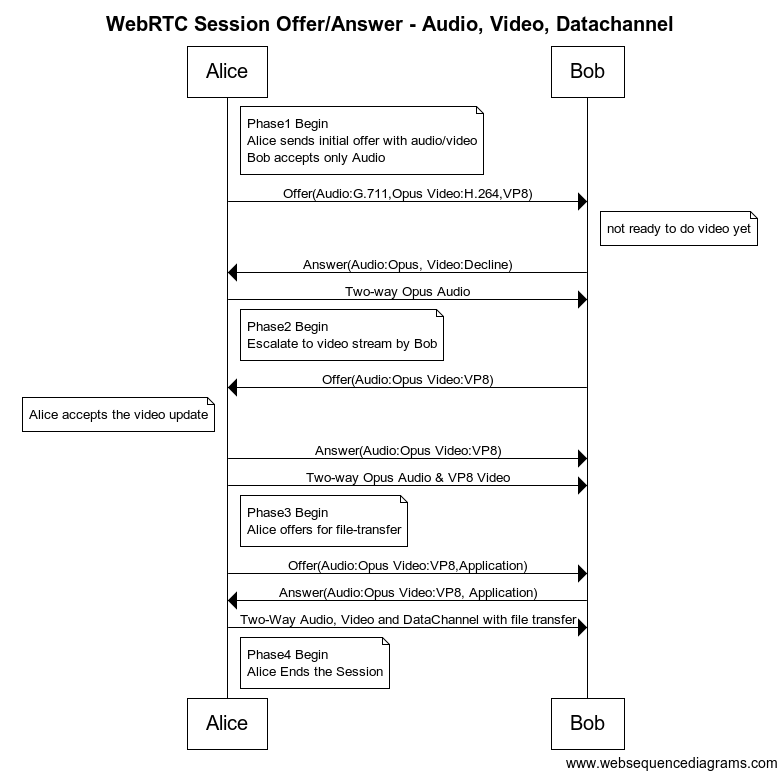 WebRTC Session Offer/Answer - Audio, Video, Datachannel
Alice
Bob
Phase1 Begin
Alice sends initial offer with audio/video
Bob accepts only Audio
Offer(Audio:G.711,Opus Video:H.264,VP8)
not ready to do video yet
Answer(Audio:Opus, Video:Decline)
Two-way Opus Audio
Phase2 Begin
Escalate to video stream by Bob
Offer(Audio:Opus Video:VP8)
Alice accepts the video update
Answer(Audio:Opus Video:VP8)
Two-way Opus Audio & VP8 Video
Phase3 Begin
Alice offers for file-transfer
Offer(Audio:Opus Video:VP8,Application)
Answer(Audio:Opus Video:VP8, Application)
Two-Way Audio, Video and DataChannel with file transfer
Phase4 Begin
Alice Ends the Session
Alice
Bob
www.websequencediagrams.com